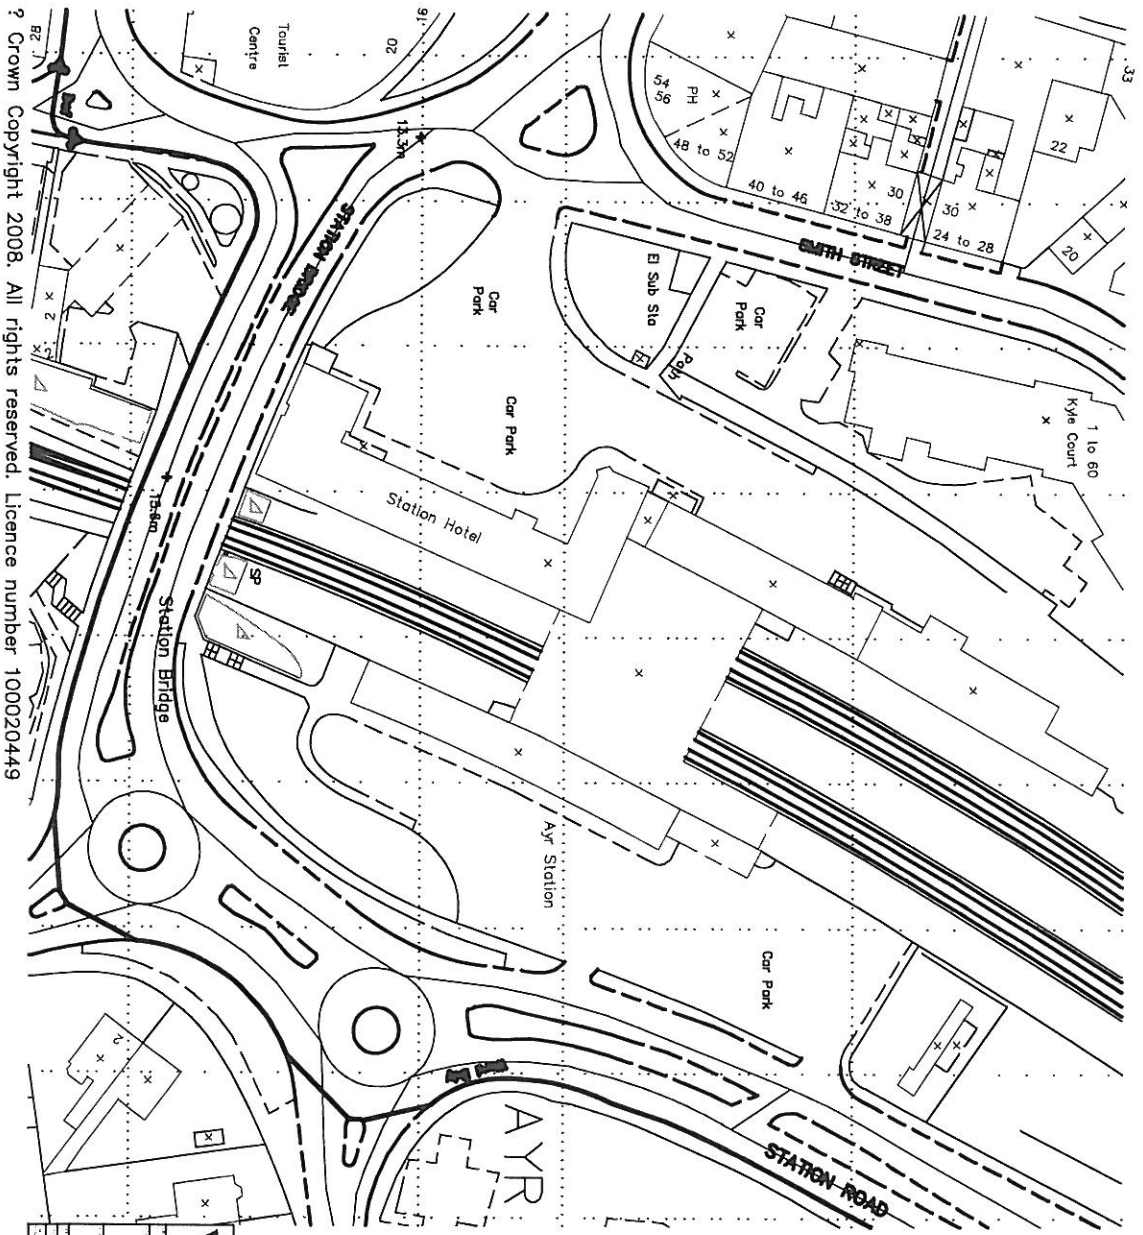 33
16
20
Tourist
Centre
28
54
56
PH
48 to 52
40 to 46
32 to 38
30
30
24 to 28
22
20
13.3m
STATION BRIDGE
SMITH STREET
El Sub Sta
Car
Park
Car
Park
Path
Car Park
1 to 60
Kyle Court
2
2
Station Hotel
13.8m
SP
Station Bridge
Ayr Station
Car Park
2
AYR
STATION ROAD
? Crown Copyright 2008. All rights reserved. Licence number 100020449